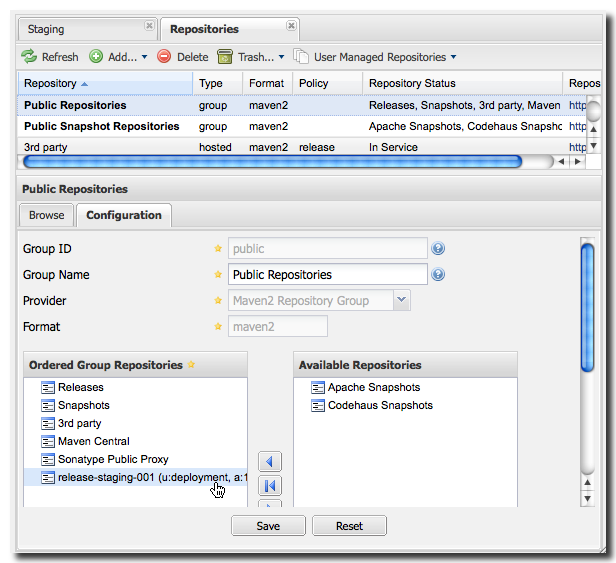 Staging Repositories
Refresh Add... Delete Trash... User Managed Repositories
Repository Type Format Policy Repository Status Repos
Public Repositories group maven2 Releases, Snapshots, 3rd party, Maven http
Public Snapshot Repositories group maven2 Apache Snapshots, Codehaus Snapsho http
3rd party hosted maven2 release In Service http
Public Repositories
Browse Configuration
Group ID public
Group Name Public Repositories
Provider Maven2 Repository Group
Format maven2
Ordered Group Repositories Available Repositories
Releases Apache Snapshots
Snapshots Codehaus Snapshots
3rd party
Maven Central
Sonatype Public Proxy
release-staging-001 (u:deployment, a:1
Save Reset